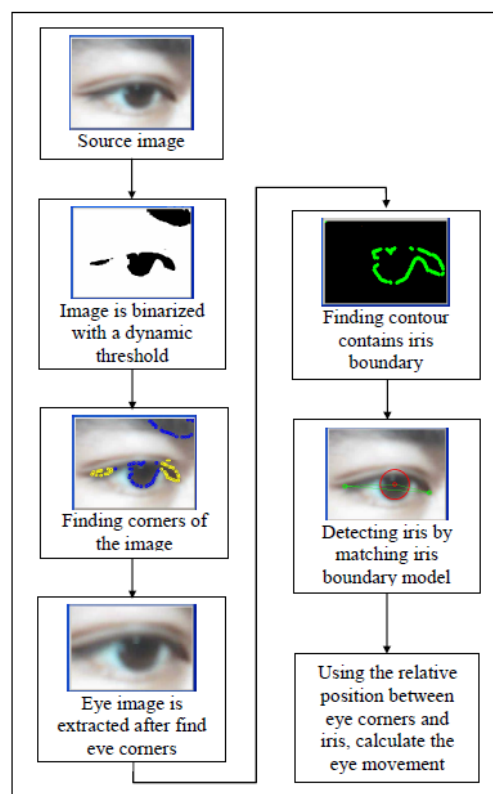 Source image
Image is binarized
with a dynamic
threshold
Finding corners of
the image
Eye image is
extracted after find
eye corners
Finding contour
contains iris
boundary
Detecting iris by
matching iris
boundary model
Using the relative
position between
eye corners and
iris, calculate the
eye movement